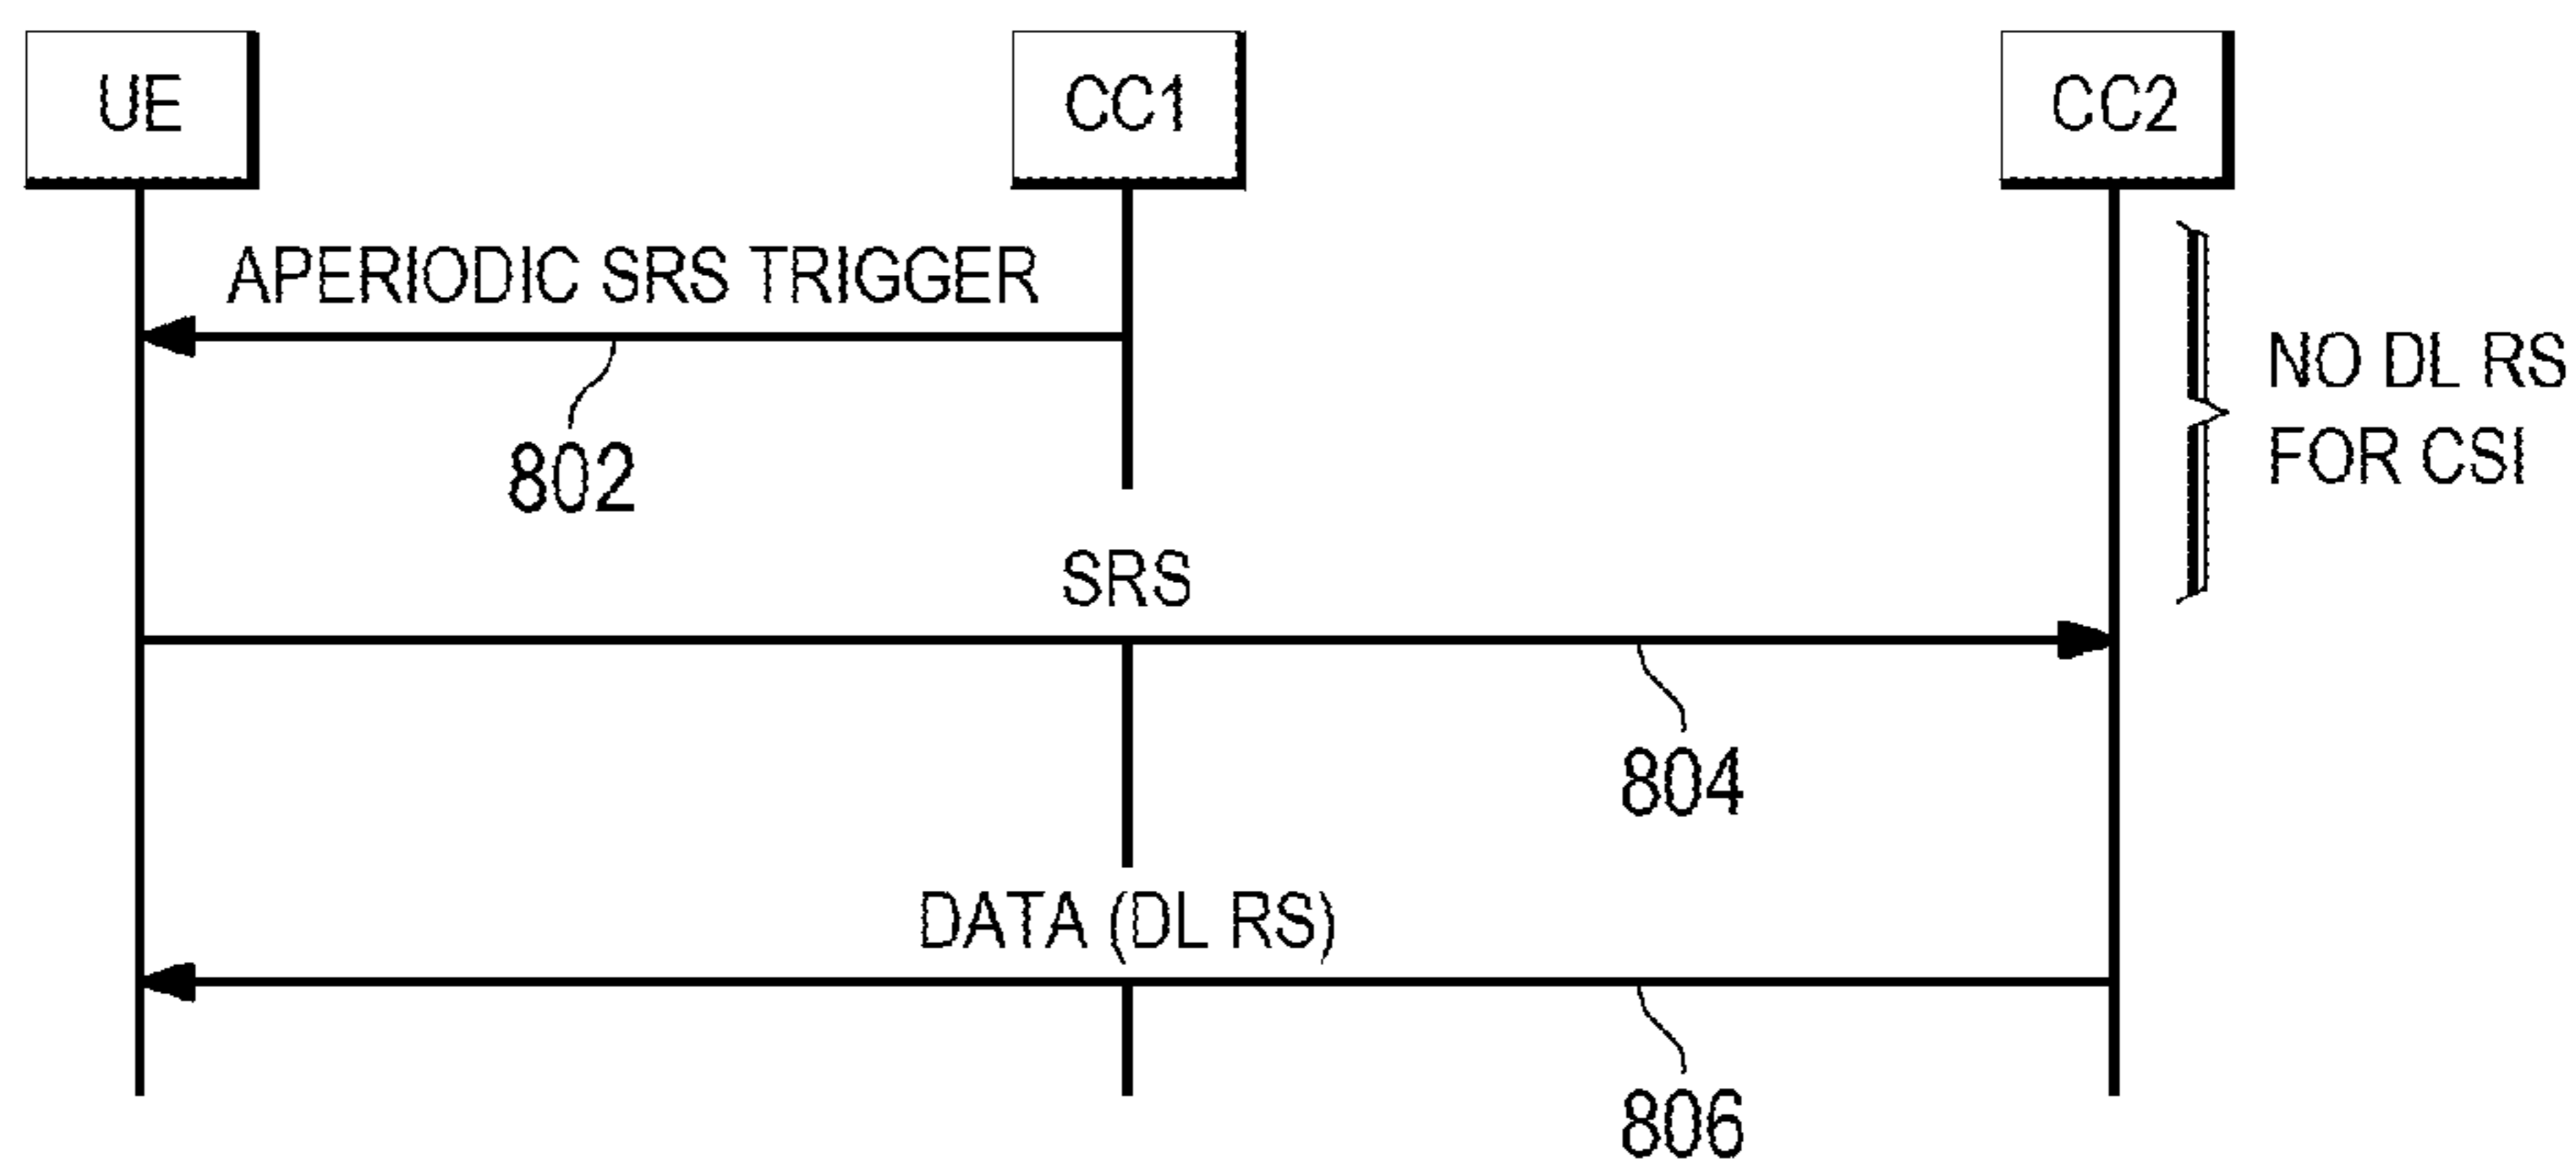 UE
CC1
CC2
APERIODIC SRS TRIGGER
802
NO DL RS
FOR CSI
SRS
804
DATA (DL RS)
806